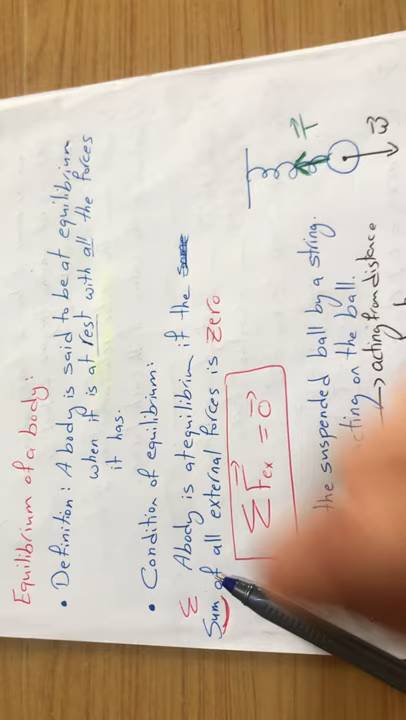 Equilibrium of a body:
• Definition: A body is said to be at equilibrium
when it is at rest with all the forces
it has.
• Condition of equilibrium:
Σ A body is at equilibrium if the
Sum of all external forces is zero
ΣF⃗ex = 0⃗
T⃗
w⃗
the suspended ball by a string.
cting on the ball.
→ acting from distance